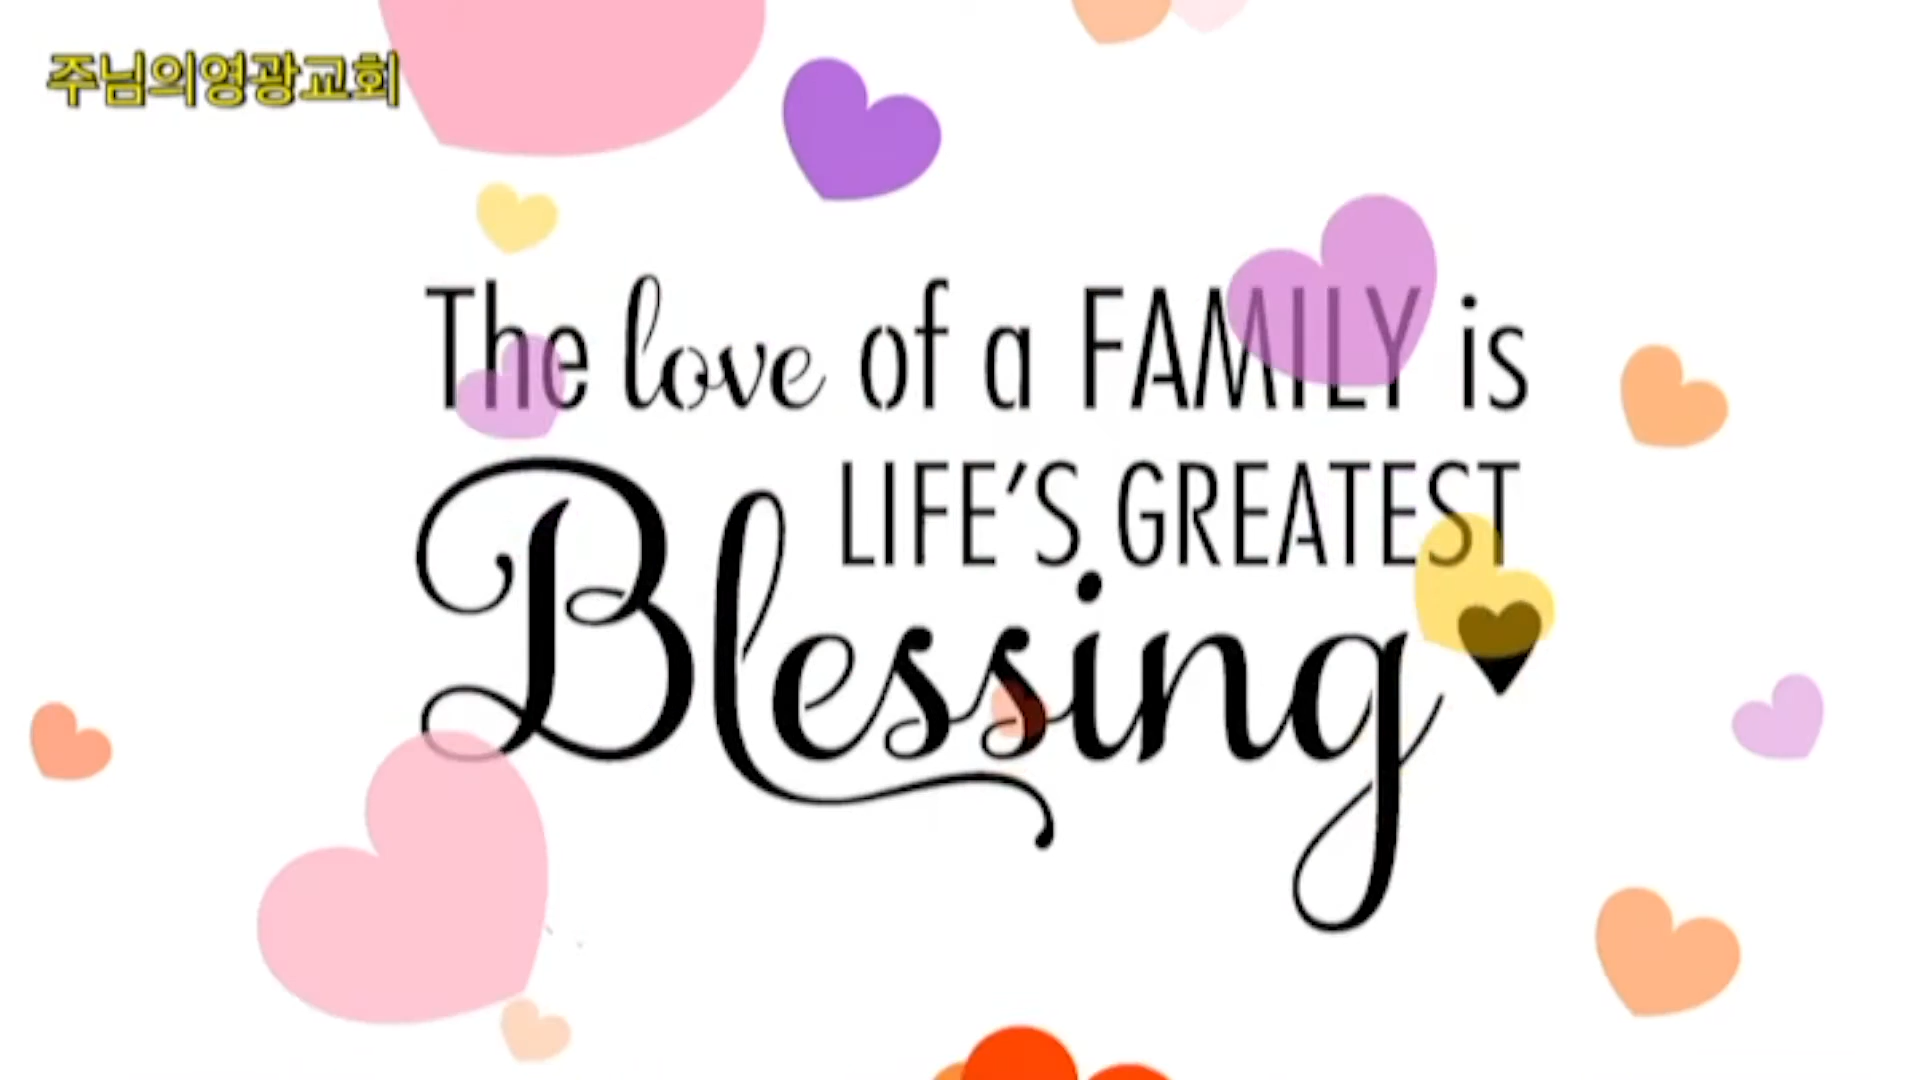 주님의영광교회
The love of a FAMILY is
LIFE'S GREATEST
Blessing